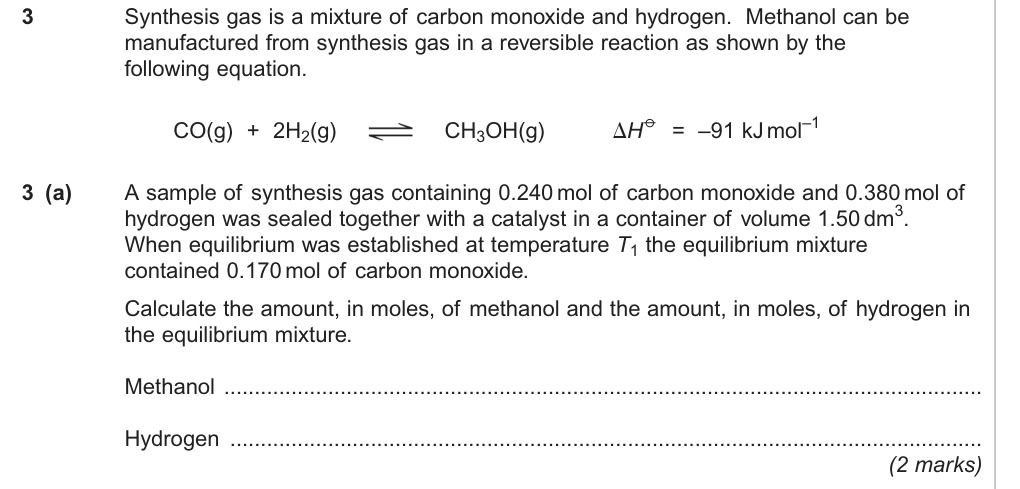 3 Synthesis gas is a mixture of carbon monoxide and hydrogen. Methanol can be
manufactured from synthesis gas in a reversible reaction as shown by the
following equation.
CO(g) + 2H₂(g) ⇌ CH₃OH(g) ΔH⦵ = –91 kJ mol⁻¹
3 (a) A sample of synthesis gas containing 0.240 mol of carbon monoxide and 0.380 mol of
hydrogen was sealed together with a catalyst in a container of volume 1.50 dm³.
When equilibrium was established at temperature T₁ the equilibrium mixture
contained 0.170 mol of carbon monoxide.
Calculate the amount, in moles, of methanol and the amount, in moles, of hydrogen in
the equilibrium mixture.
Methanol ..............................................................................................................................
Hydrogen .............................................................................................................................
(2 marks)